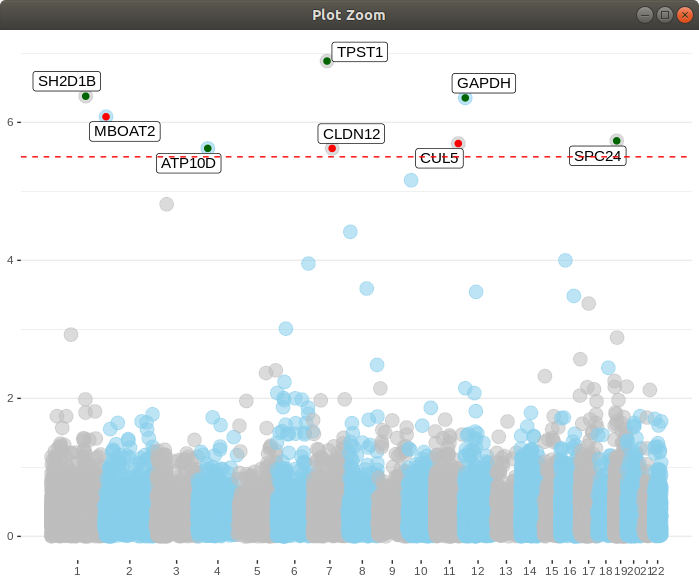 Plot Zoom
TPST1
SH2D1B
GAPDH
MBOAT2
CLDN12
ATP10D
CUL5
SPC24
6
4
2
0
1 2 3 4 5 6 7 8 9 10 11 12 13 14 15 16 17 18 19 20 21 22